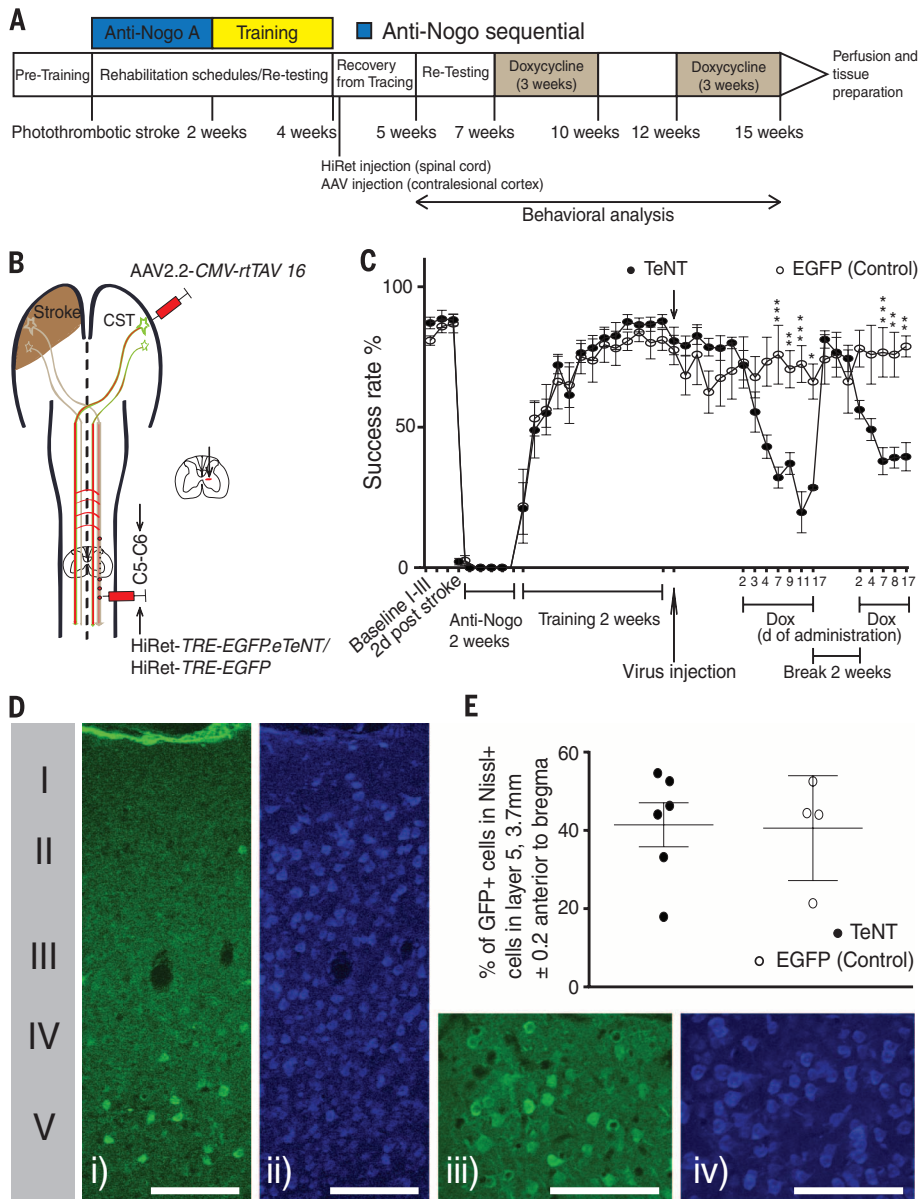 A
Anti-Nogo A
Training
Anti-Nogo sequential
Pre-Training
Rehabilitation schedules/Re-testing
Recovery
from Tracing
Re-Testing
Doxycycline
(3 weeks)
Doxycycline
(3 weeks)
Perfusion and
tissue
preparation
Photothrombotic stroke
2 weeks
4 weeks
5 weeks
7 weeks
10 weeks
12 weeks
15 weeks
HiRet injection (spinal cord)
AAV injection (contralesional cortex)
Behavioral analysis
B
AAV2.2-CMV-rtTAV 16
Stroke
CST
C5-C6
HiRet-TRE-EGFP.eTeNT/
HiRet-TRE-EGFP
C
TeNT
EGFP (Control)
Success rate %
100
50
0
***
**
**
*
***
**
**
Baseline I-III
2d post stroke
Anti-Nogo
2 weeks
Training 2 weeks
Virus injection
2 3 4 7 9 11 17
2 4 7 8 17
Dox
Dox
(d of administration)
Break 2 weeks
D
I
II
III
IV
V
i)
ii)
iii)
iv)
E
% of GFP+ cells in Nissl+
cells in layer 5, 3.7mm
± 0.2 anterior to bregma
60
40
20
0
TeNT
EGFP (Control)